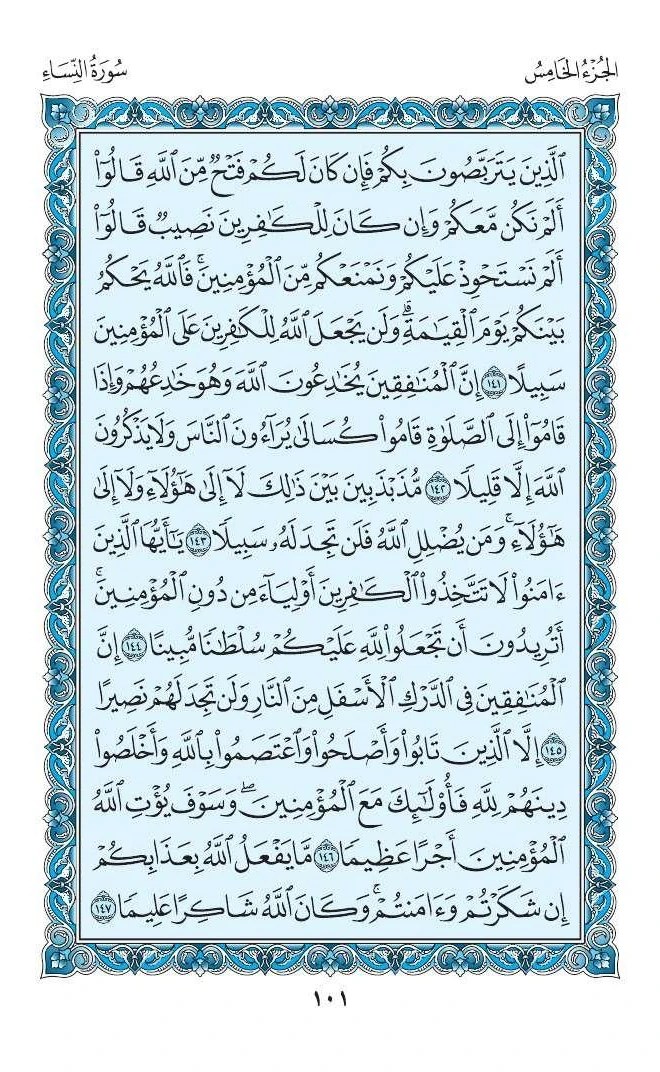 الجُزْءُ الخَامِسُ
سُورَةُ النِّسَاءِ
ٱلَّذِينَ يَتَرَبَّصُونَ بِكُمْ فَإِن كَانَ لَكُمْ فَتْحٌ مِّنَ ٱللَّهِ قَالُوٓا۟
أَلَمْ نَكُن مَّعَكُمْ وَإِن كَانَ لِلْكَٰفِرِينَ نَصِيبٌ قَالُوٓا۟
أَلَمْ نَسْتَحْوِذْ عَلَيْكُمْ وَنَمْنَعْكُم مِّنَ ٱلْمُؤْمِنِينَ ۚ فَٱللَّهُ يَحْكُمُ
بَيْنَكُمْ يَوْمَ ٱلْقِيَٰمَةِ ۗ وَلَن يَجْعَلَ ٱللَّهُ لِلْكَٰفِرِينَ عَلَى ٱلْمُؤْمِنِينَ
سَبِيلًا ١٤١ إِنَّ ٱلْمُنَٰفِقِينَ يُخَٰدِعُونَ ٱللَّهَ وَهُوَ خَٰدِعُهُمْ وَإِذَا
قَامُوٓا۟ إِلَى ٱلصَّلَوٰةِ قَامُوا۟ كُسَالَىٰ يُرَآءُونَ ٱلنَّاسَ وَلَا يَذْكُرُونَ
ٱللَّهَ إِلَّا قَلِيلًا ١٤٢ مُّذَبْذَبِينَ بَيْنَ ذَٰلِكَ لَآ إِلَىٰ هَٰٓؤُلَآءِ وَلَآ إِلَىٰ
هَٰٓؤُلَآءِ ۚ وَمَن يُضْلِلِ ٱللَّهُ فَلَن تَجِدَ لَهُۥ سَبِيلًا ١٤٣ يَٰٓأَيُّهَا ٱلَّذِينَ
ءَامَنُوا۟ لَا تَتَّخِذُوا۟ ٱلْكَٰفِرِينَ أَوْلِيَآءَ مِن دُونِ ٱلْمُؤْمِنِينَ ۚ
أَتُرِيدُونَ أَن تَجْعَلُوا۟ لِلَّهِ عَلَيْكُمْ سُلْطَٰنًا مُّبِينًا ١٤٤ إِنَّ
ٱلْمُنَٰفِقِينَ فِى ٱلدَّرْكِ ٱلْأَسْفَلِ مِنَ ٱلنَّارِ وَلَن تَجِدَ لَهُمْ نَصِيرًا
١٤٥ إِلَّا ٱلَّذِينَ تَابُوا۟ وَأَصْلَحُوا۟ وَٱعْتَصَمُوا۟ بِٱللَّهِ وَأَخْلَصُوا۟
دِينَهُمْ لِلَّهِ فَأُو۟لَٰٓئِكَ مَعَ ٱلْمُؤْمِنِينَ ۖ وَسَوْفَ يُؤْتِ ٱللَّهُ
ٱلْمُؤْمِنِينَ أَجْرًا عَظِيمًا ١٤٦ مَّا يَفْعَلُ ٱللَّهُ بِعَذَابِكُمْ
إِن شَكَرْتُمْ وَءَامَنتُمْ ۚ وَكَانَ ٱللَّهُ شَاكِرًا عَلِيمًا ١٤٧
١٠١